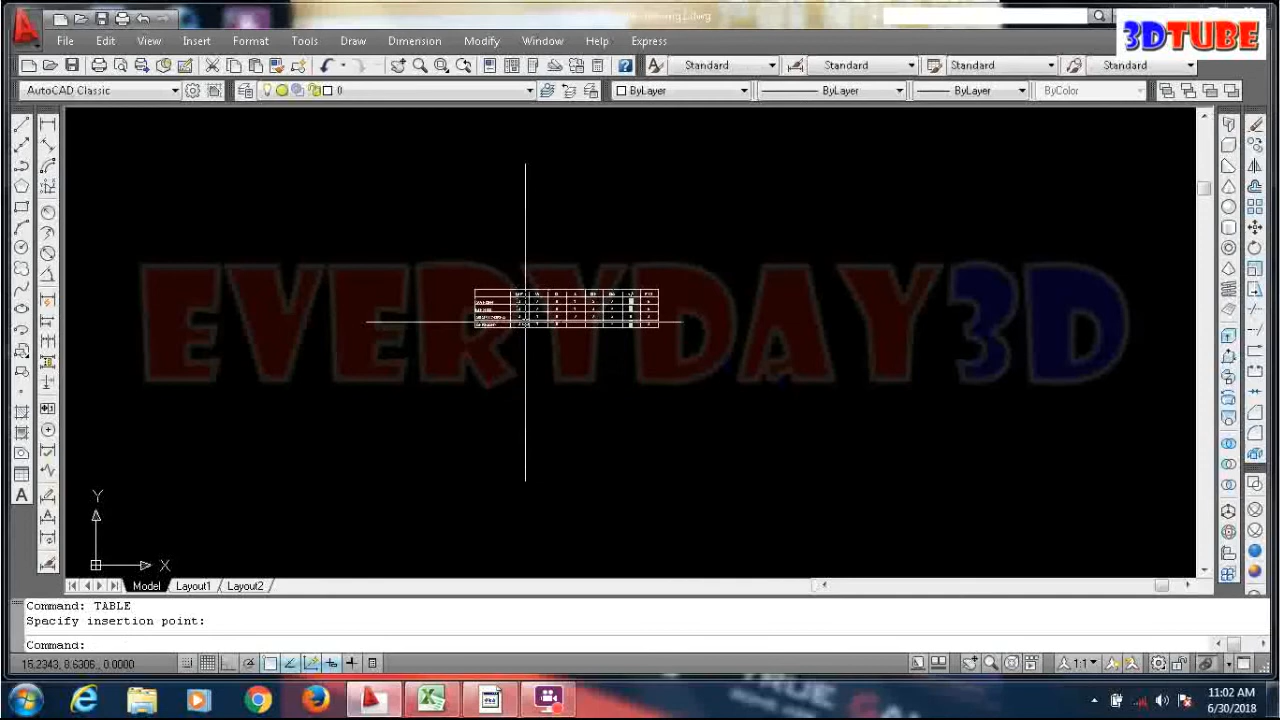 3DTUBE
File Edit View Insert Format Tools Draw Dimension Modify Window Help Express
Standard Standard Standard Standard
AutoCAD Classic 0 ByLayer ByLayer ByLayer ByColor
EVERYDAY3D
Y
X
Model Layout1 Layout2
Command: TABLE
Specify insertion point:
Command:
15.2343, 8.6306, 0.0000 1:1
11:02 AM
6/30/2018